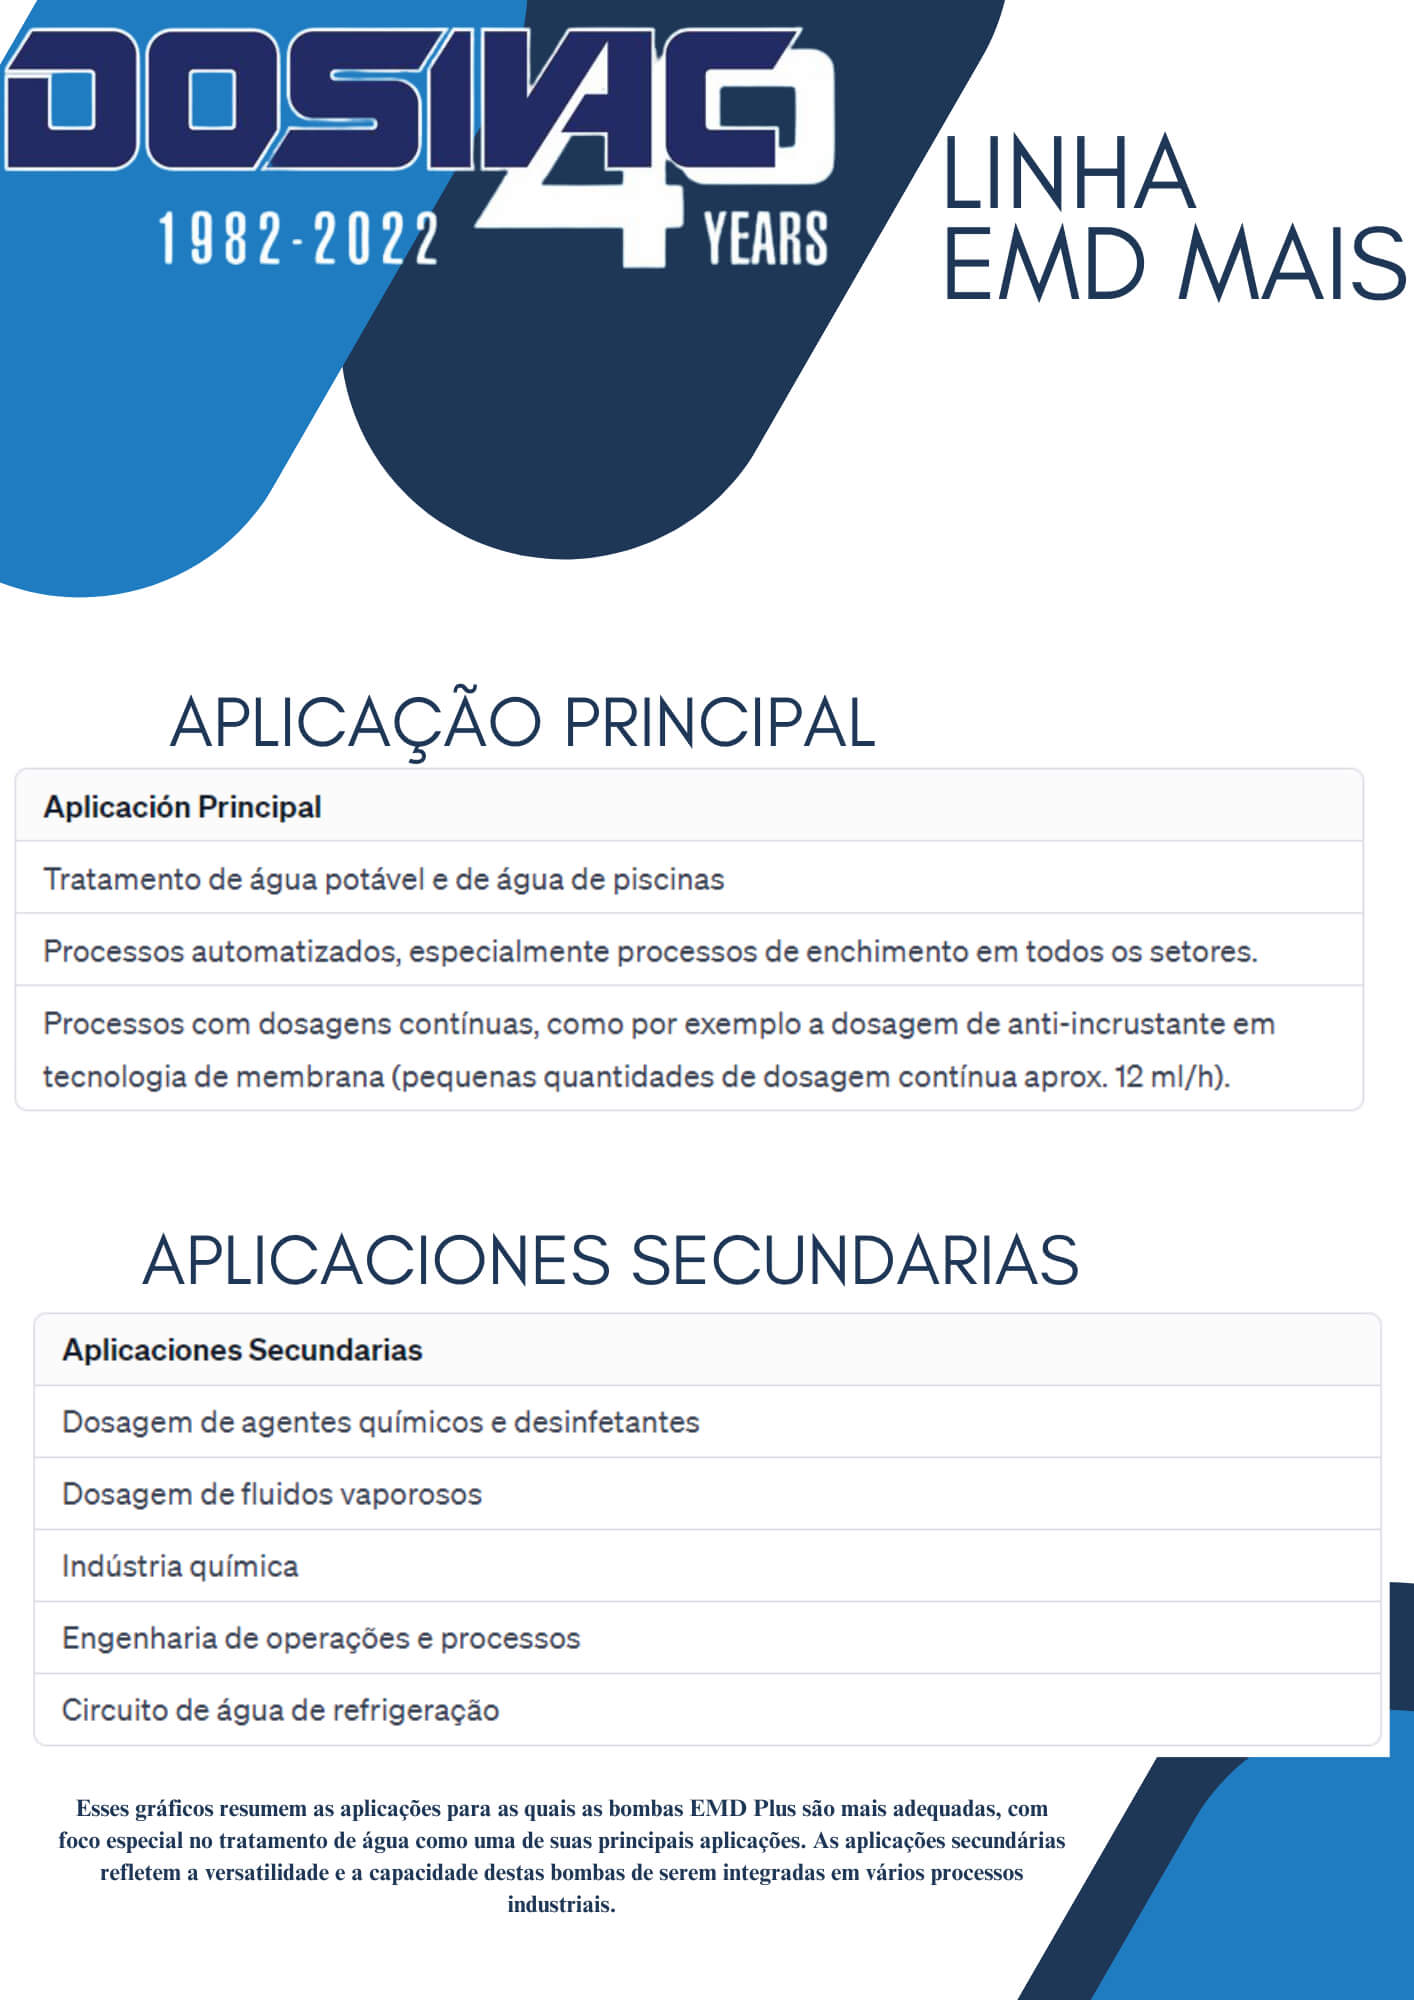 DOSIVAC
40
1982-2022
YEARS
LINHA
EMD MAIS
APLICAÇÃO PRINCIPAL
Aplicación Principal
Tratamento de água potável e de água de piscinas
Processos automatizados, especialmente processos de enchimento em todos os setores.
Processos com dosagens contínuas, como por exemplo a dosagem de anti-incrustante em
tecnologia de membrana (pequenas quantidades de dosagem contínua aprox. 12 ml/h).
APLICACIONES SECUNDARIAS
Aplicaciones Secundarias
Dosagem de agentes químicos e desinfetantes
Dosagem de fluidos vaporosos
Indústria química
Engenharia de operações e processos
Circuito de água de refrigeração
Esses gráficos resumem as aplicações para as quais as bombas EMD Plus são mais adequadas, com
foco especial no tratamento de água como uma de suas principais aplicações. As aplicações secundárias
refletem a versatilidade e a capacidade destas bombas de serem integradas em vários processos
industriais.